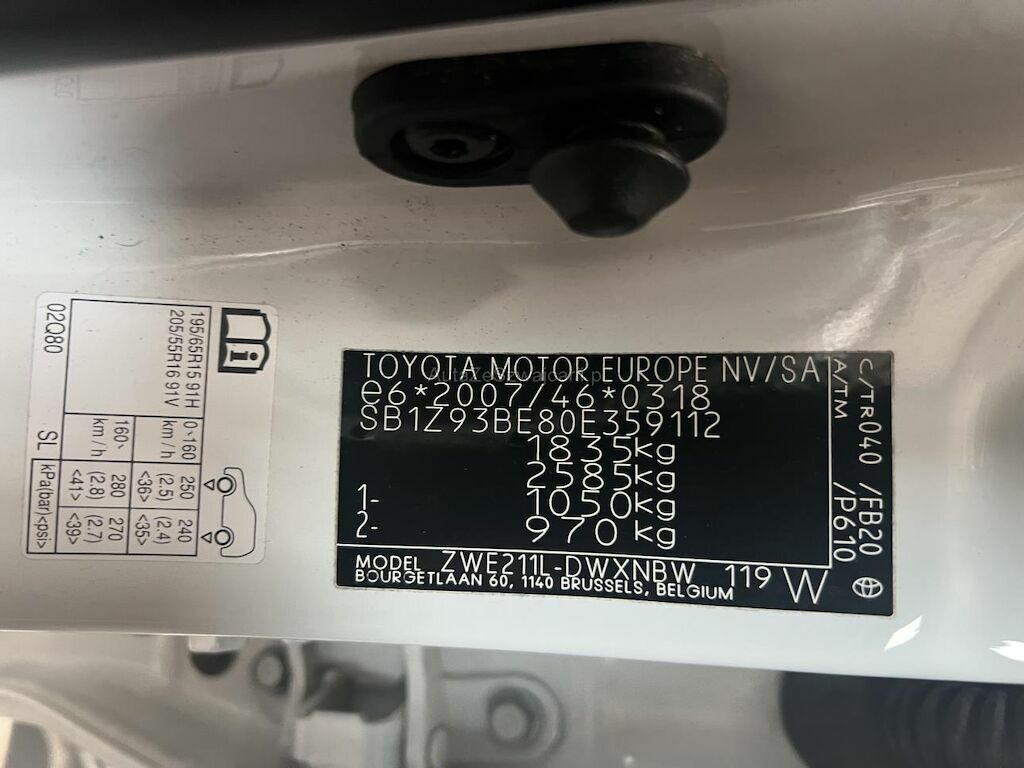 TOYOTA MOTOR EUROPE NV/SA
e6*2007/46*0318
SB1Z93BE80E359112
1835kg
2585kg
1- 1050kg
2- 970 kg
C/TR040 /FB20
A/TM /P610
MODEL ZWE211L-DWXNBW 119 W
BOURGETLAAN 60, 1140 BRUSSELS, BELGIUM
195/65R15 91H
205/55R16 91V
0~160 km/h 250 (2.5) <36> 240 (2.4) <35>
160~ km/h 280 (2.8) <41> 270 (2.7) <39>
SL kPa(bar)<psi>
02Q80